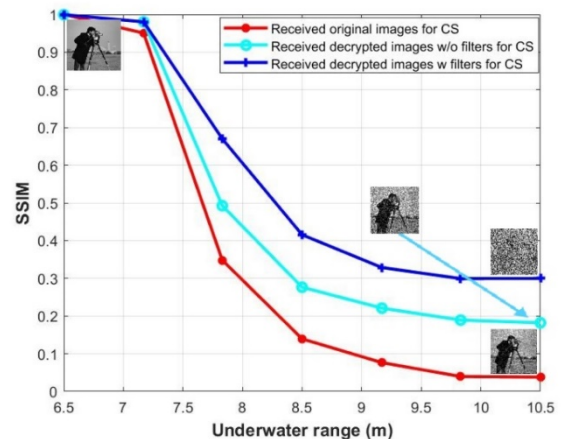 Received original images for CS
Received decrypted images w/o filters for CS
Received decrypted images w filters for CS
SSIM
1
0.9
0.8
0.7
0.6
0.5
0.4
0.3
0.2
0.1
0
6.5 7 7.5 8 8.5 9 9.5 10 10.5
Underwater range (m)